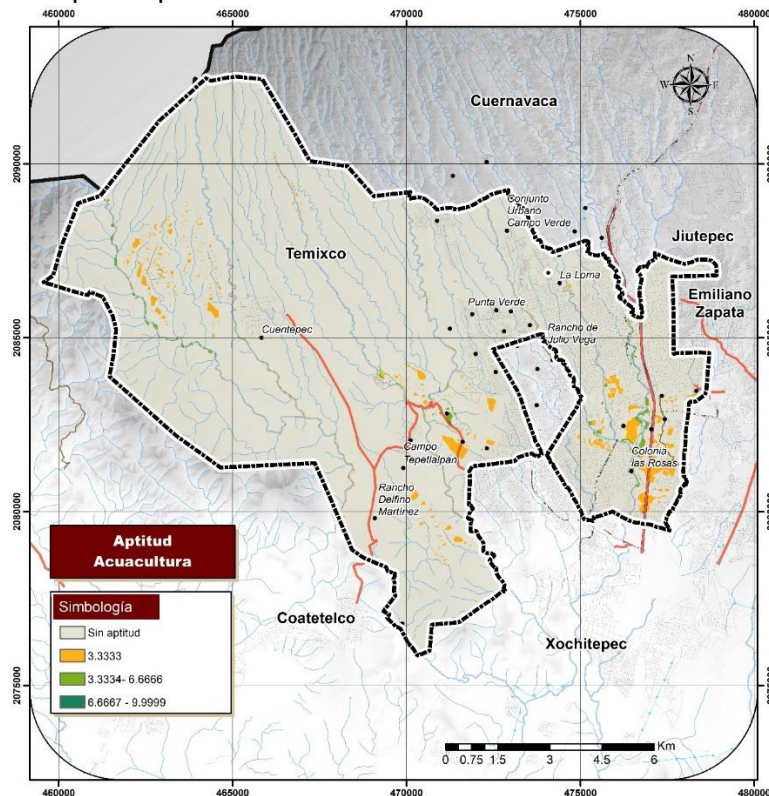 460000 465000 470000 475000 480000
N
W E
S
Cuernavaca
2090000
Conjunto
Urbano
Campo Verde
Jiutepec
Temixco
La Loma
Emiliano
Zapata
Punta Verde
Cuentepec
Rancho de
Julio Vega
2085000
Campo
Tepetlalpan
Colonia
las Rosas
Rancho
Delfino
Martinez
2080000
Aptitud
Acuacultura
Simbología
Sin aptitud
3.3333
3.3334- 6.6666
6.6667 - 9.9999
Coatetelco
Xochitepec
2075000
Km
0 0.75 1.5 3 4.5 6
460000 465000 470000 475000 480000